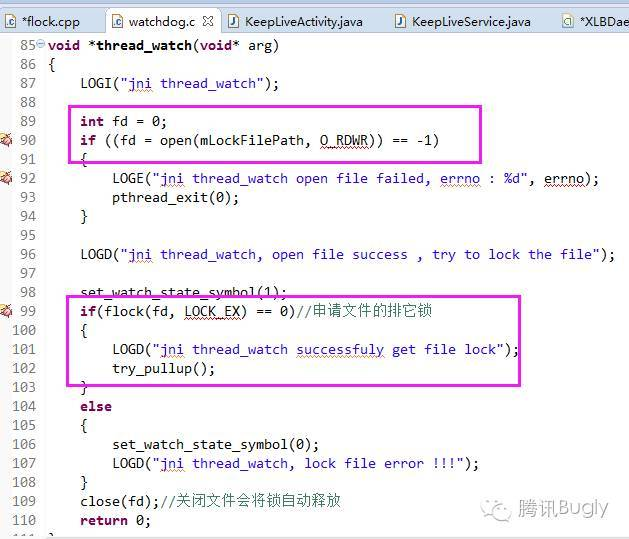 *flock.cpp watchdog.c KeepLiveActivity.java KeepLiveService.java *XLBDae
85 void *thread_watch(void* arg)
86 {
87 LOGI("jni thread_watch");
88
89 int fd = 0;
90 if ((fd = open(mLockFilePath, O_RDWR)) == -1)
91 {
92 LOGE("jni thread_watch open file failed, errno : %d", errno);
93 pthread_exit(0);
94 }
95
96 LOGD("jni thread_watch, open file success , try to lock the file");
97
98 set_watch_state_symbol(1);
99 if(flock(fd, LOCK_EX) == 0)//申请文件的排它锁
100 {
101 LOGD("jni thread_watch successfuly get file lock");
102 try_pullup();
103 }
104 else
105 {
106 set_watch_state_symbol(0);
107 LOGD("jni thread_watch, lock file error !!!");
108 }
109 close(fd);//关闭文件会将锁自动释放
110 return 0;
腾讯Bugly